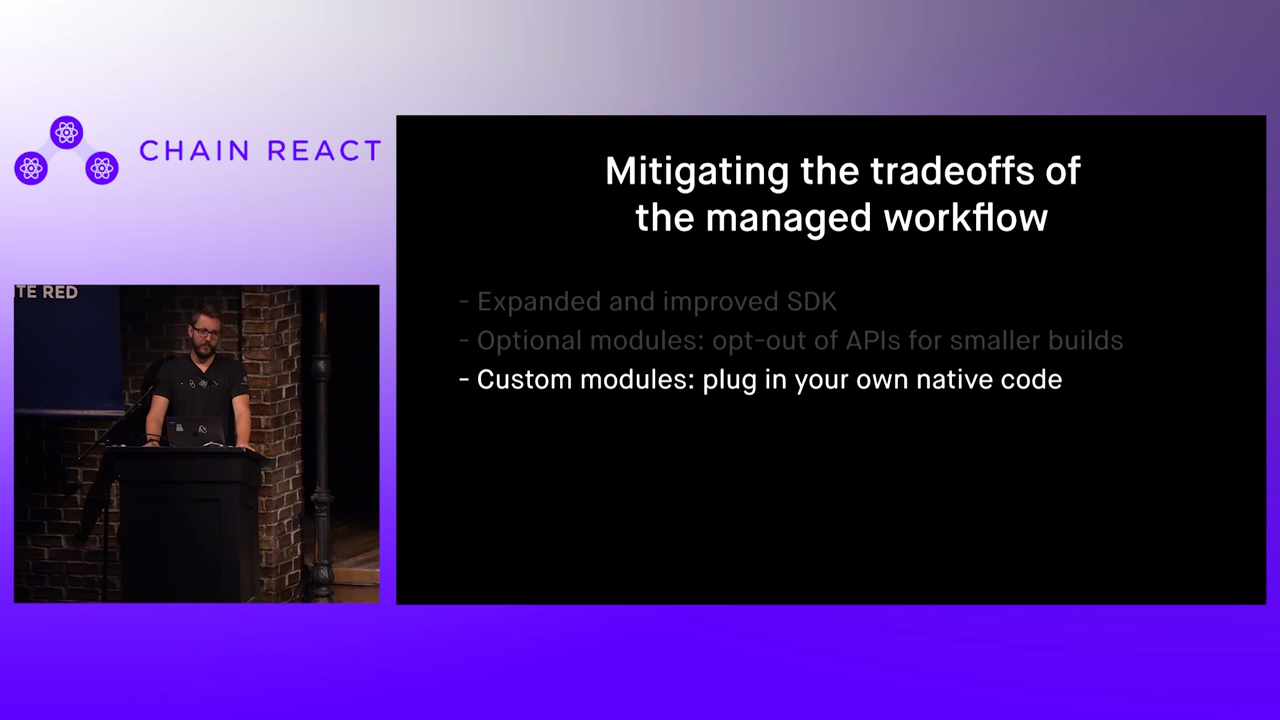 CHAIN REACT
Mitigating the tradeoffs of
the managed workflow
- Expanded and improved SDK
- Optional modules: opt-out of APIs for smaller builds
- Custom modules: plug in your own native code
TE RED